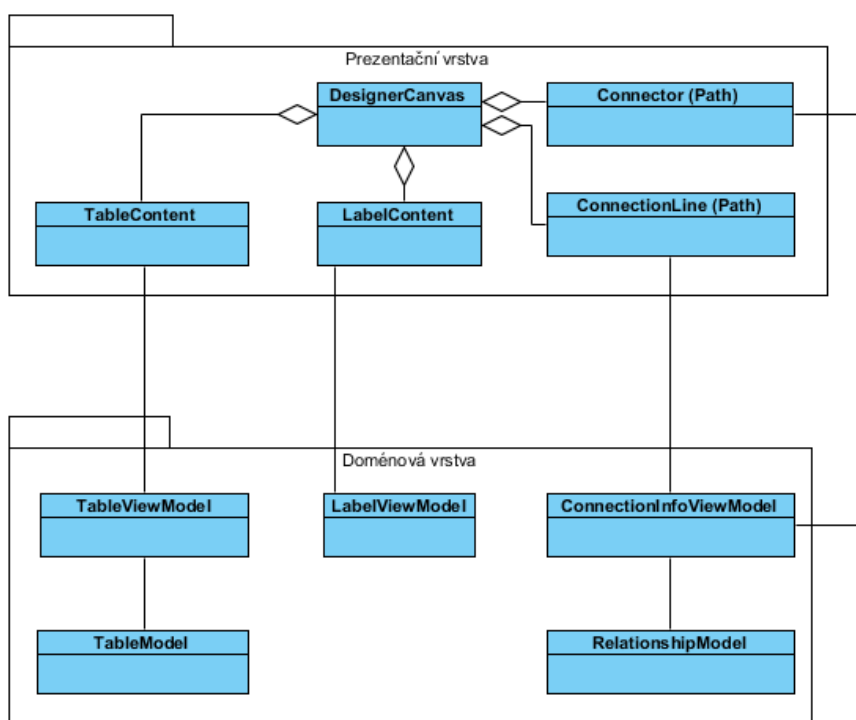 Prezentační vrstva
DesignerCanvas
Connector (Path)
TableContent
LabelContent
ConnectionLine (Path)
Doménová vrstva
TableViewModel
LabelViewModel
ConnectionInfoViewModel
TableModel
RelationshipModel